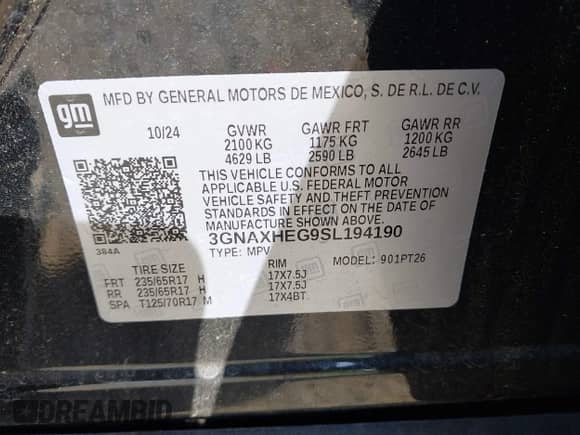 gm
MFD BY GENERAL MOTORS DE MEXICO, S. DE R.L. DE C.V.
10/24 GVWR GAWR FRT GAWR RR
2100 KG 1175 KG 1200 KG
4629 LB 2590 LB 2645 LB
THIS VEHICLE CONFORMS TO ALL
APPLICABLE U.S. FEDERAL MOTOR
VEHICLE SAFETY AND THEFT PREVENTION
STANDARDS IN EFFECT ON THE DATE OF
MANUFACTURE SHOWN ABOVE.
3GNAXHEG9SL194190
384A
TYPE: MPV MODEL: 901PT26
TIRE SIZE RIM
FRT 235/65R17 H 17X7.5J
RR 235/65R17 H 17X7.5J
SPA T125/70R17 M 17X4BT
DREAMBID